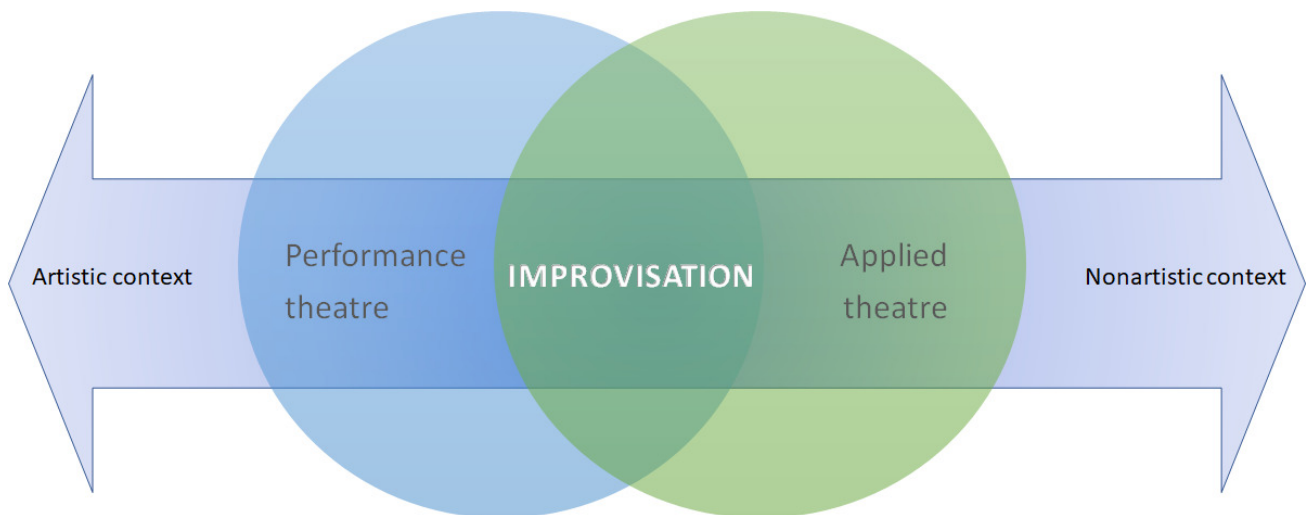 Artistic context
Performance
theatre
IMPROVISATION
Applied
theatre
Nonartistic context